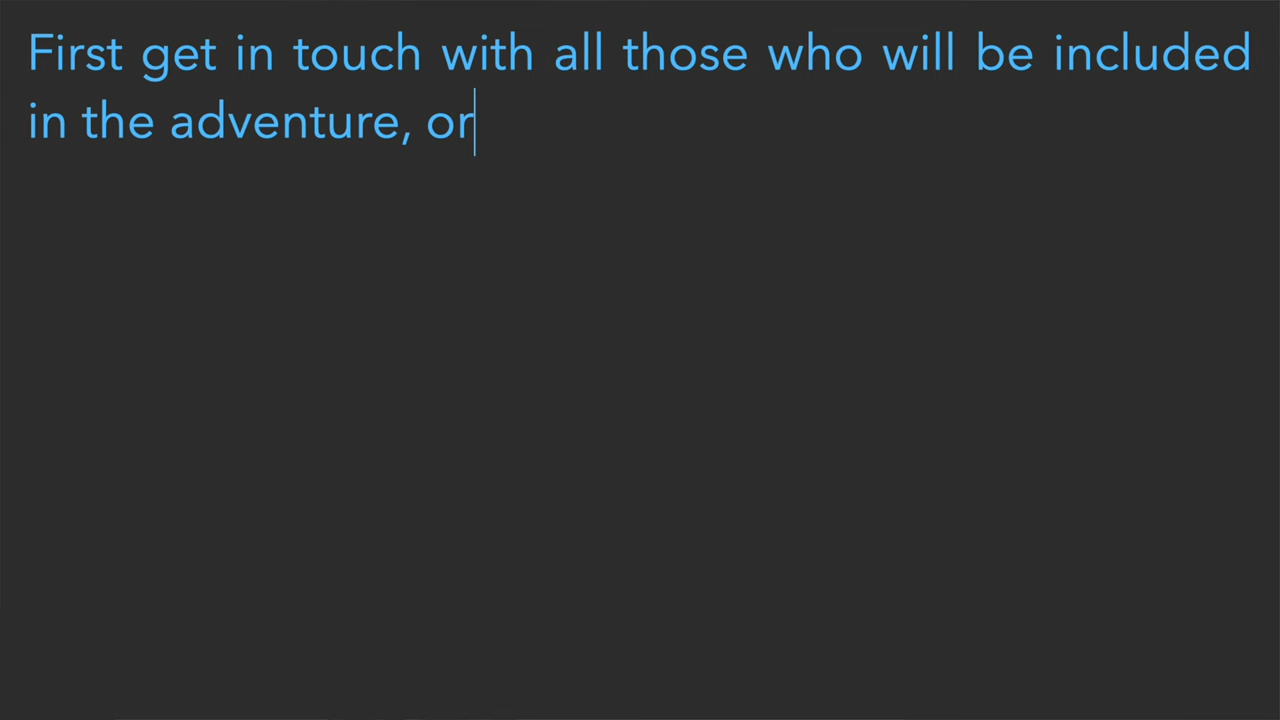 First get in touch with all those who will be included
in the adventure, or